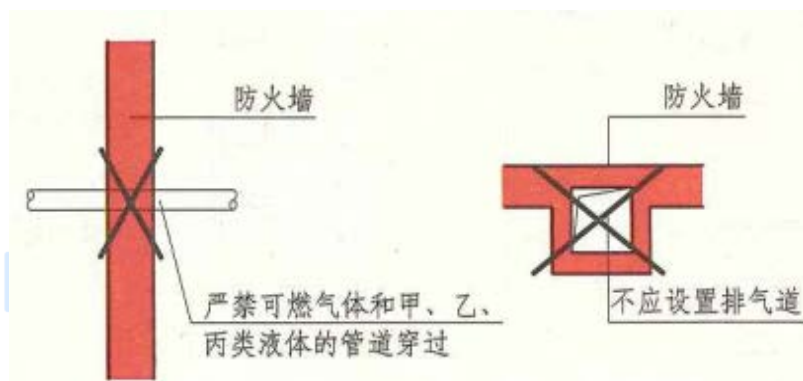 防火墙
严禁可燃气体和甲、乙、
丙类液体的管道穿过
防火墙
不应设置排气道